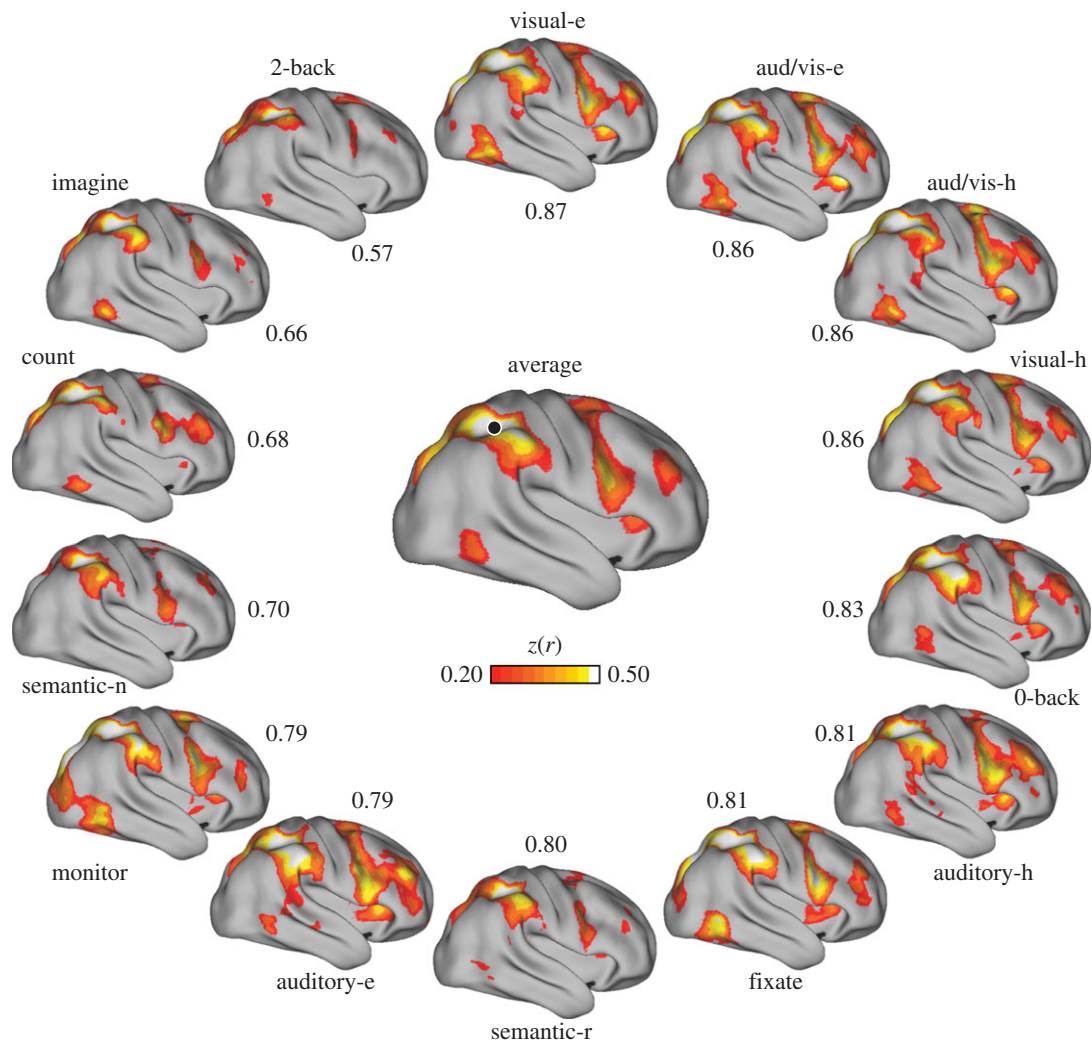 visual-e
2-back
aud/vis-e
imagine
aud/vis-h
0.87
0.57
0.86
0.66
0.86
count
average
visual-h
0.68
0.86
0.70
0.83
z(r)
0.20 0.50
semantic-n
0-back
0.79
0.81
0.79
0.81
0.80
monitor
auditory-h
auditory-e
fixate
semantic-r